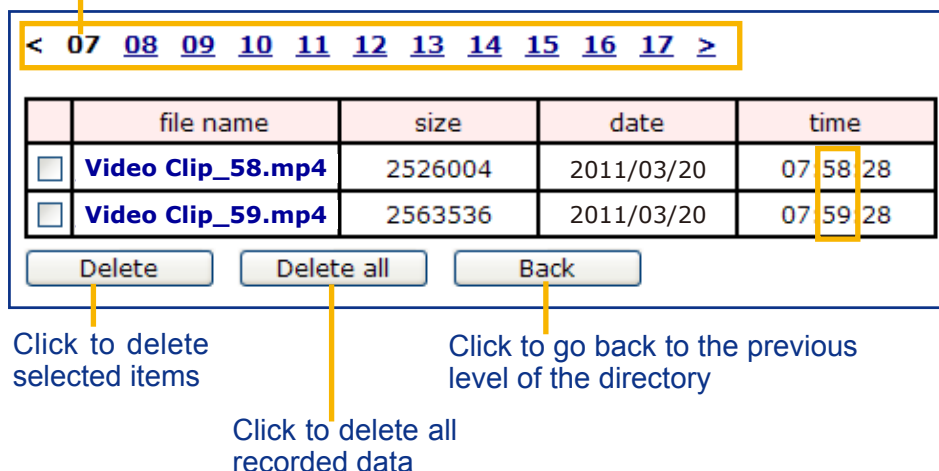 < 07 08 09 10 11 12 13 14 15 16 17 >
file name size date time
Video Clip_58.mp4 2526004 2011/03/20 07:58:28
Video Clip_59.mp4 2563536 2011/03/20 07:59:28
Delete Delete all Back
Click to delete
selected items
Click to go back to the previous
level of the directory
Click to delete all
recorded data